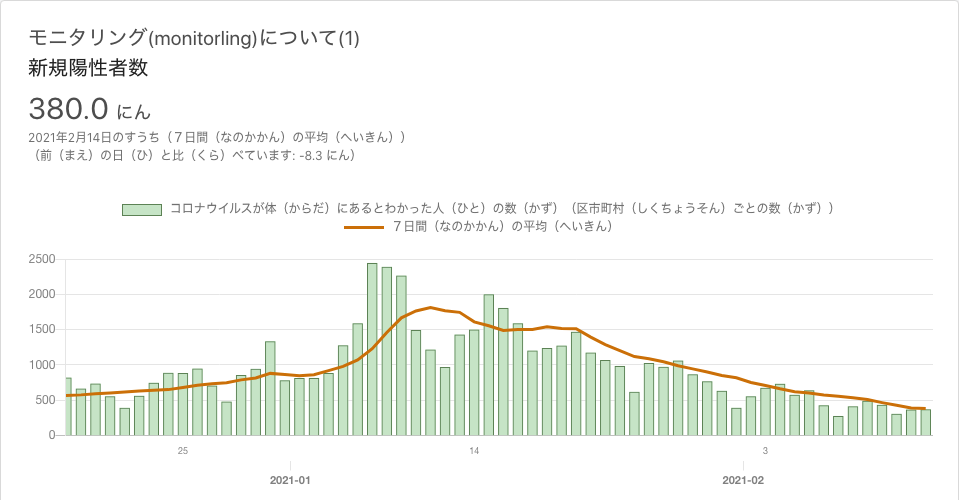 モニタリング(monitorling)について(1)
新規陽性者数
380.0 にん
2021年2月14日のすうち（７日間（なのかかん）の平均（へいきん））
（前（まえ）の日（ひ）と比（くら）べています: -8.3 にん）
コロナウイルスが体（からだ）にあるとわかった人（ひと）の数（かず）（区市町村（しくちょうそん）ごとの数（かず））
７日間（なのかかん）の平均（へいきん）
2500
2000
1500
1000
500
0
25 14 3
2021-01 2021-02